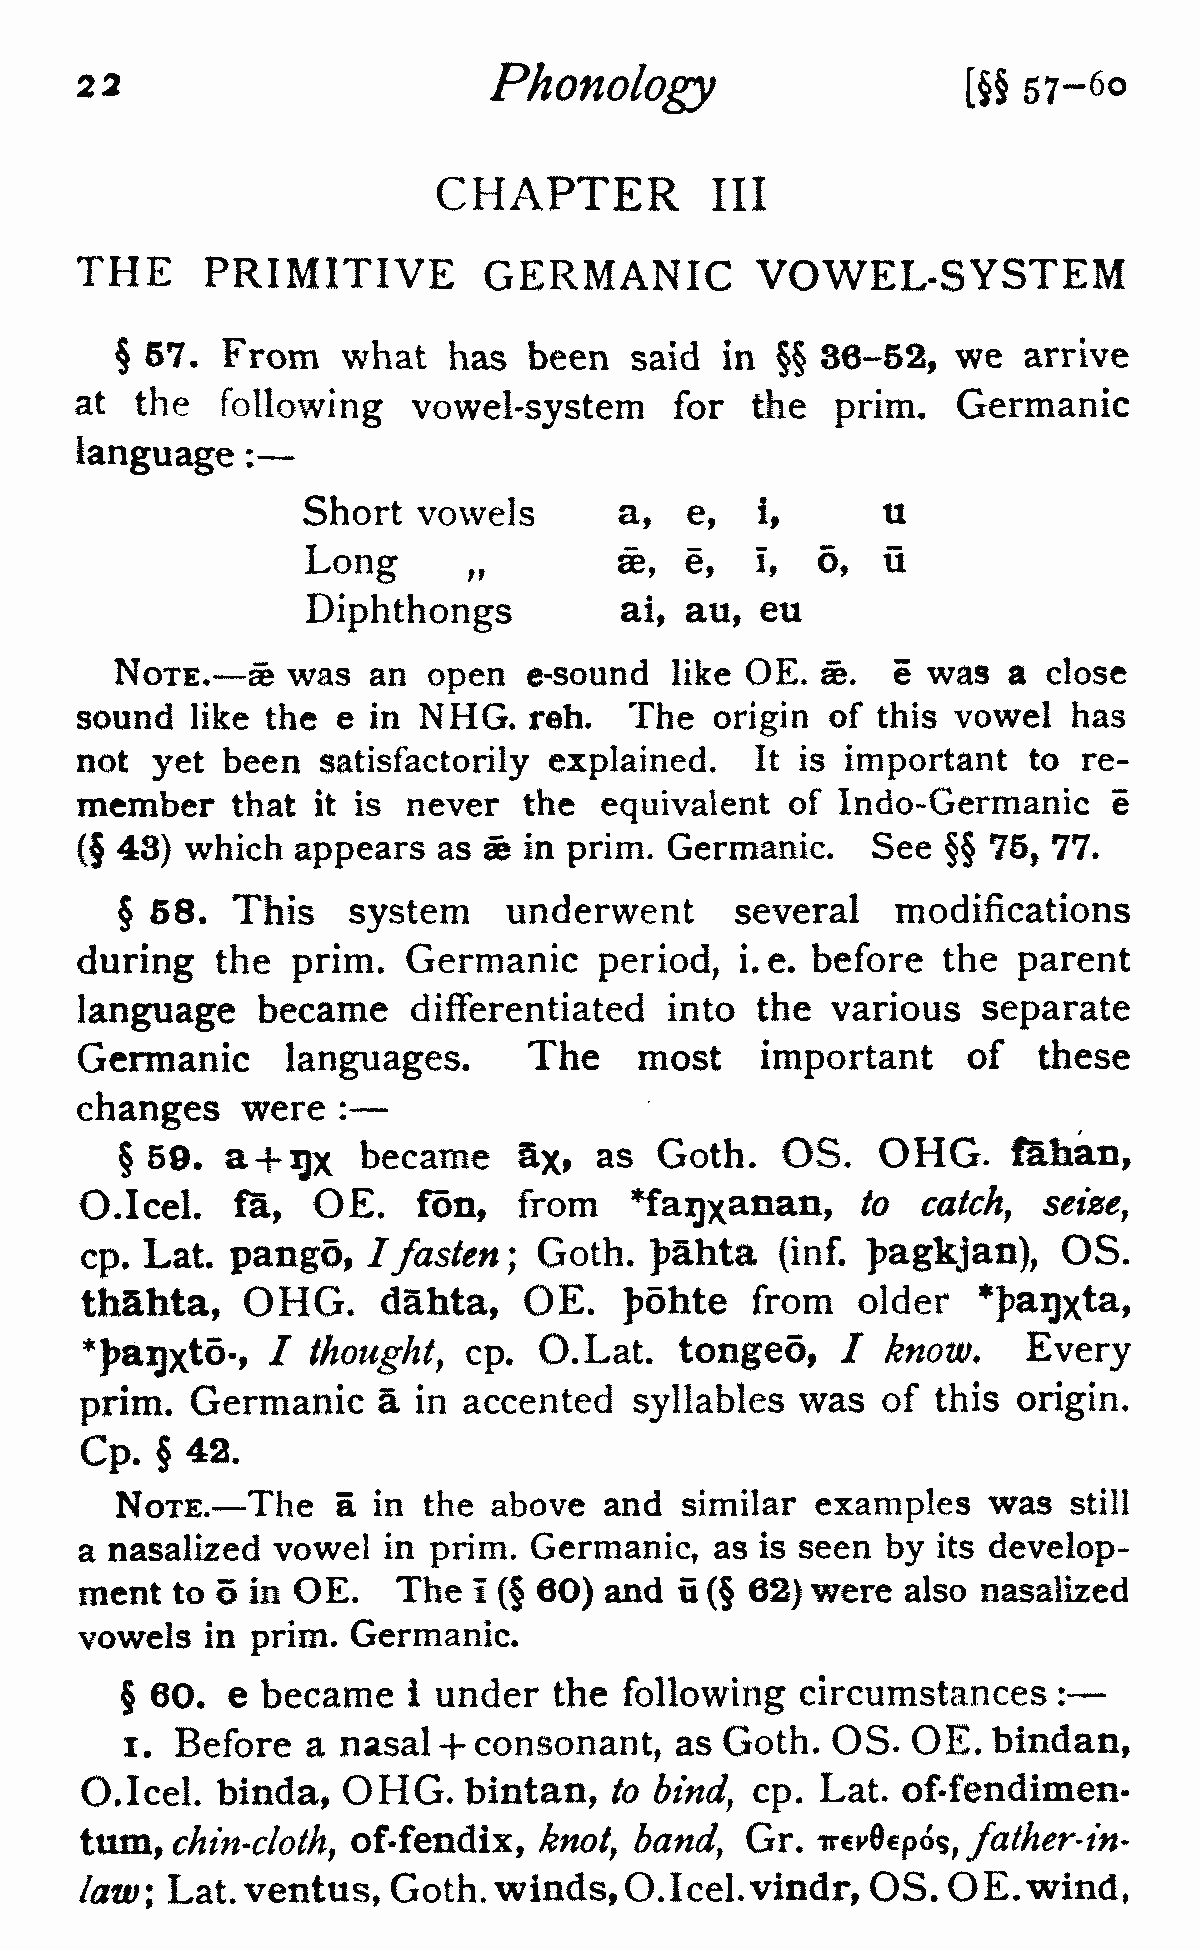 22 Phonology [§§ 57–60
CHAPTER III
THE PRIMITIVE GERMANIC VOWEL-SYSTEM
§ 57. From what has been said in §§ 36–52, we arrive
at the following vowel-system for the prim. Germanic
language :—
Short vowels a, e, i, u
Long „ ǣ, ē, ī, ō, ū
Diphthongs ai, au, eu
NOTE.—ǣ was an open e-sound like OE. ǣ. ē was a close
sound like the e in NHG. reh. The origin of this vowel has
not yet been satisfactorily explained. It is important to re-
member that it is never the equivalent of Indo-Germanic ē
(§ 43) which appears as ǣ in prim. Germanic. See §§ 75, 77.
§ 58. This system underwent several modifications
during the prim. Germanic period, i. e. before the parent
language became differentiated into the various separate
Germanic languages. The most important of these
changes were :—
§ 59. a+ŋχ became āχ, as Goth. OS. OHG. fāhan,
O.Icel. fā, OE. fōn, from *faŋχanan, to catch, seize,
cp. Lat. pangō, I fasten; Goth. þāhta (inf. þagkjan), OS.
thāhta, OHG. dāhta, OE. þōhte from older *þaŋχta,
*þaŋχtō-, I thought, cp. O.Lat. tongeō, I know. Every
prim. Germanic ā in accented syllables was of this origin.
Cp. § 42.
NOTE.—The ā in the above and similar examples was still
a nasalized vowel in prim. Germanic, as is seen by its develop-
ment to ō in OE. The ī (§ 60) and ū (§ 62) were also nasalized
vowels in prim. Germanic.
§ 60. e became i under the following circumstances :—
1. Before a nasal + consonant, as Goth. OS. OE. bindan,
O.Icel. binda, OHG. bintan, to bind, cp. Lat. of-fendimen-
tum, chin-cloth, of-fendix, knot, band, Gr. πενθερός, father-in-
law; Lat. ventus, Goth. winds, O.Icel. vindr, OS. OE. wind,